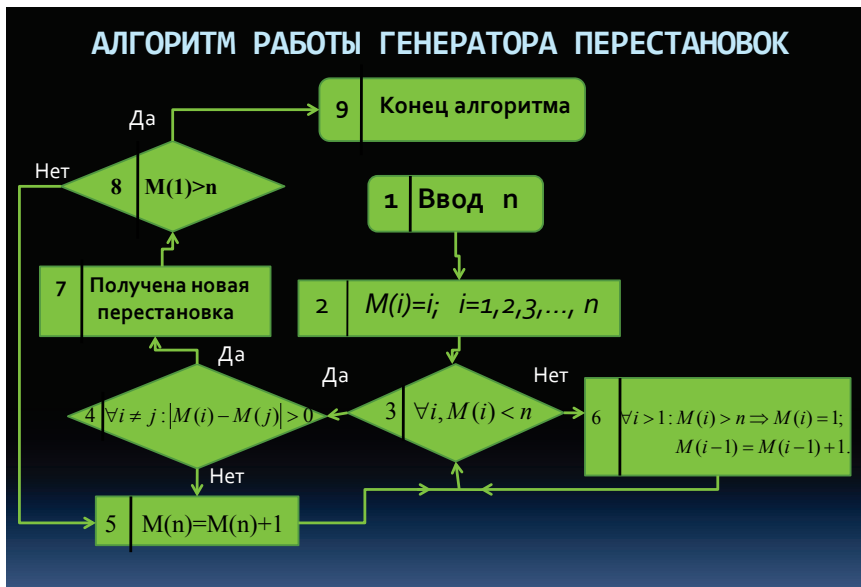 АЛГОРИТМ РАБОТЫ ГЕНЕРАТОРА ПЕРЕСТАНОВОК
9 Конец алгоритма
Да
Нет
8 M(1)>n
1 Ввод n
7 Получена новая
перестановка
2 M(i)=i; i=1,2,3,..., n
Да
Да
Нет
4 ∀i ≠ j :|M(i)−M(j)| > 0
3 ∀i, M(i) < n
6 ∀i > 1: M(i) > n ⇒ M(i) = 1;
M(i−1) = M(i−1)+1.
Нет
5 M(n)=M(n)+1